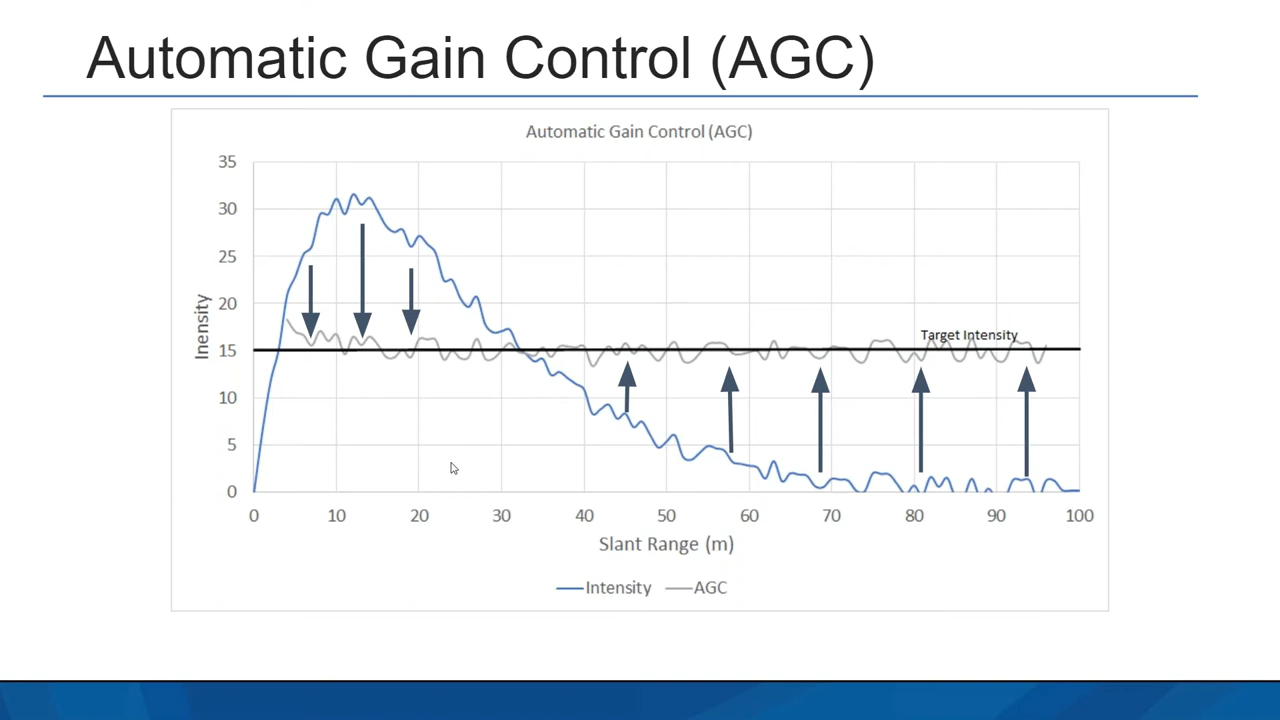 Automatic Gain Control (AGC)
Automatic Gain Control (AGC)
35
30
25
20
15
10
5
0
Inensity
Target Intensity
0 10 20 30 40 50 60 70 80 90 100
Slant Range (m)
Intensity AGC